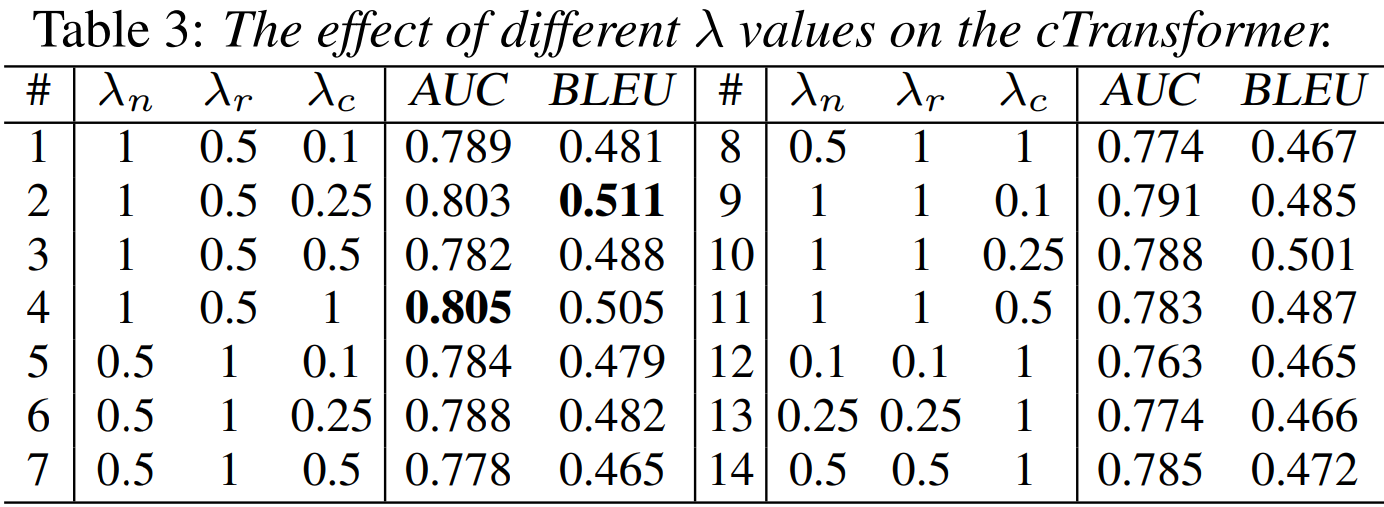 Table 3: The effect of different λ values on the cTransformer.
# λn λr λc AUC BLEU # λn λr λc AUC BLEU
1 1 0.5 0.1 0.789 0.481 8 0.5 1 1 0.774 0.467
2 1 0.5 0.25 0.803 0.511 9 1 1 0.1 0.791 0.485
3 1 0.5 0.5 0.782 0.488 10 1 1 0.25 0.788 0.501
4 1 0.5 1 0.805 0.505 11 1 1 0.5 0.783 0.487
5 0.5 1 0.1 0.784 0.479 12 0.1 0.1 1 0.763 0.465
6 0.5 1 0.25 0.788 0.482 13 0.25 0.25 1 0.774 0.466
7 0.5 1 0.5 0.778 0.465 14 0.5 0.5 1 0.785 0.472